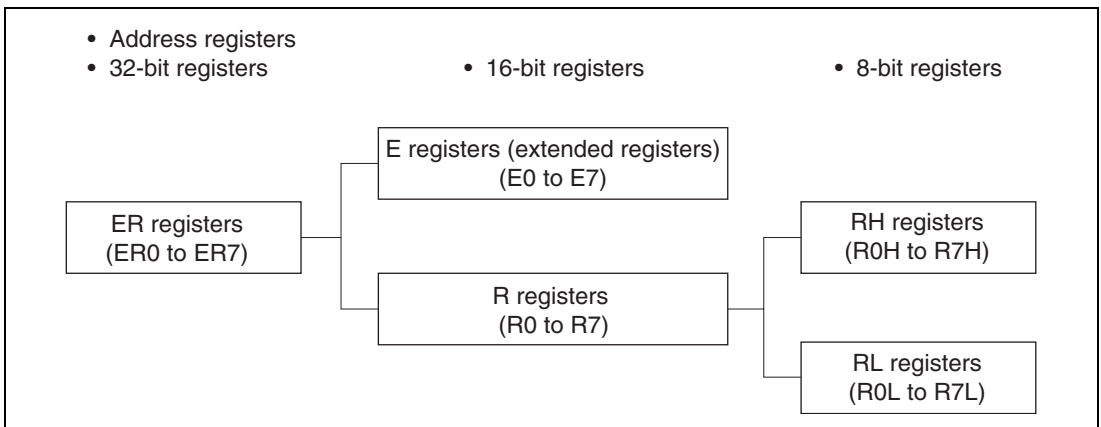 • Address registers
• 32-bit registers
• 16-bit registers
• 8-bit registers
E registers (extended registers)
(E0 to E7)
ER registers
(ER0 to ER7)
RH registers
(R0H to R7H)
R registers
(R0 to R7)
RL registers
(R0L to R7L)